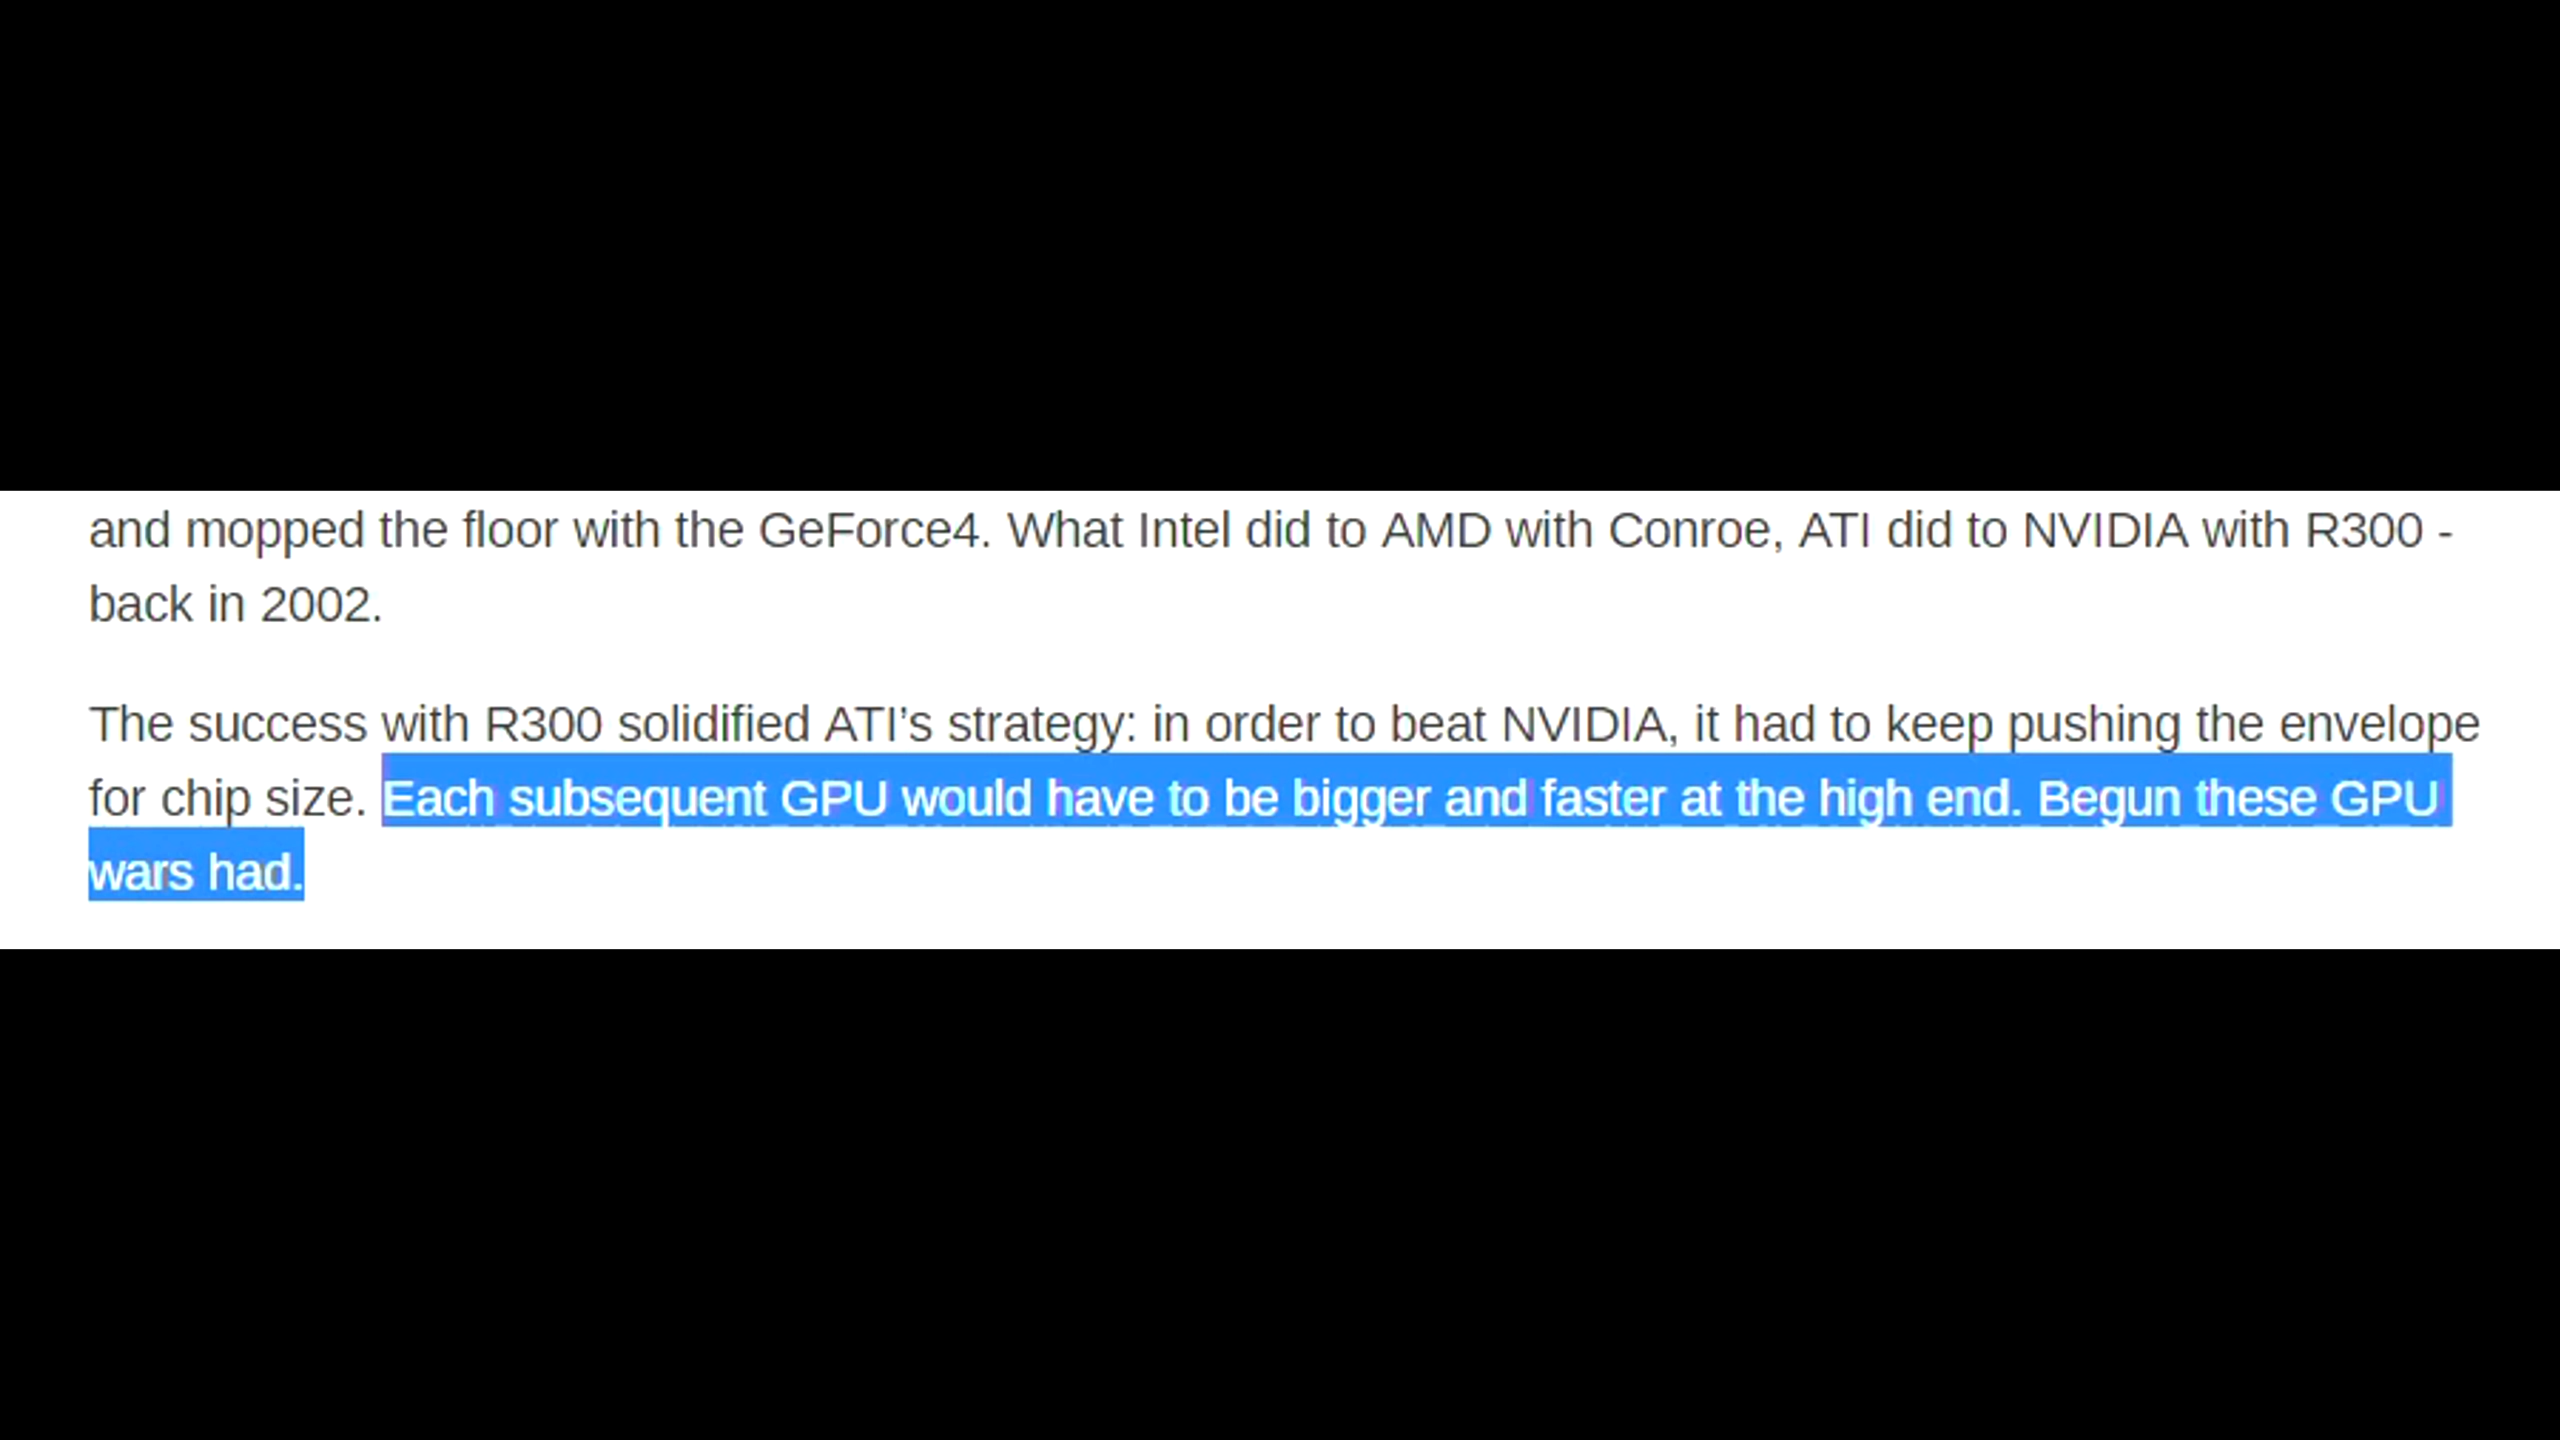 and mopped the floor with the GeForce4. What Intel did to AMD with Conroe, ATI did to NVIDIA with R300 -
back in 2002.
The success with R300 solidified ATI’s strategy: in order to beat NVIDIA, it had to keep pushing the envelope
for chip size. Each subsequent GPU would have to be bigger and faster at the high end. Begun these GPU
wars had.